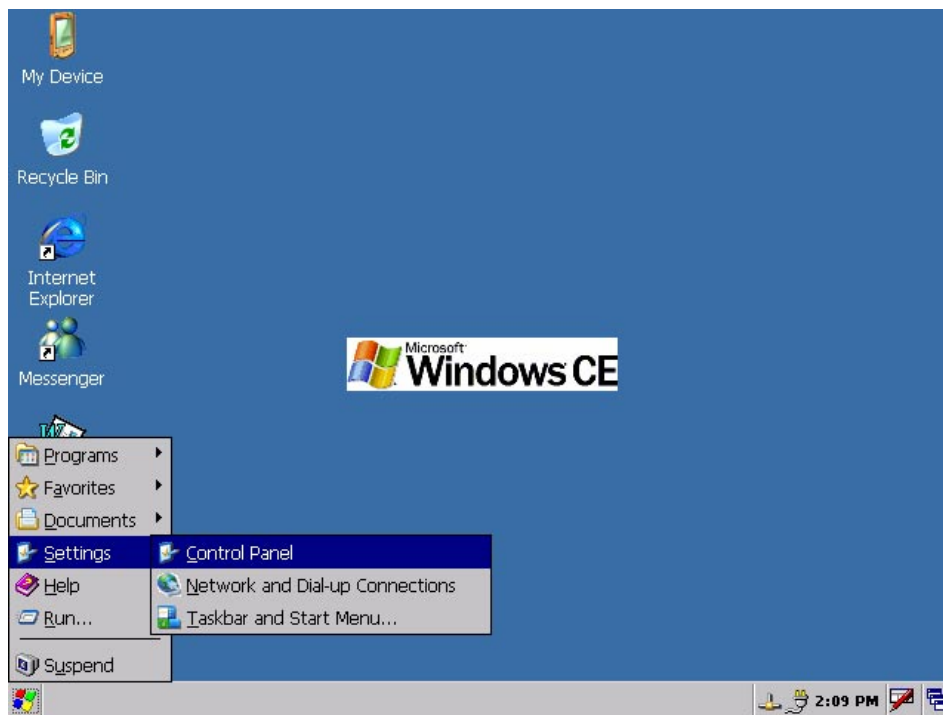 My Device
Recycle Bin
Internet
Explorer
Messenger
Microsoft
Windows CE
Programs
Favorites
Documents
Settings
Help
Run...
Suspend
Control Panel
Network and Dial-up Connections
Taskbar and Start Menu...
2:09 PM